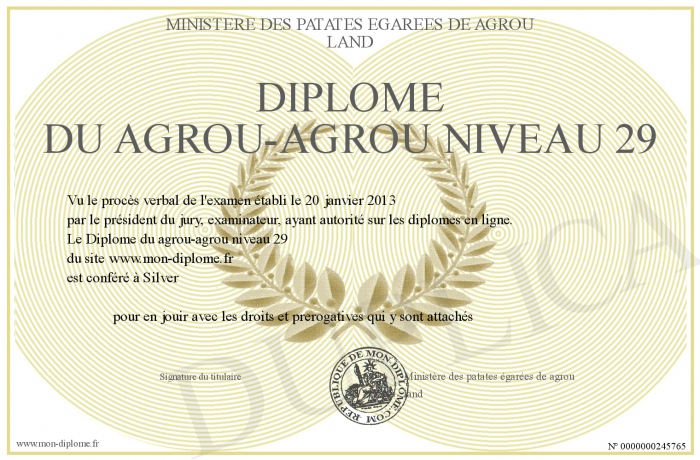 MINISTERE DES PATATES EGAREES DE AGROU
LAND
DIPLOME
DU AGROU-AGROU NIVEAU 29
Vu le procès verbal de l'examen établi le 20 janvier 2013
par le président du jury, examinateur, ayant autorité sur les diplomes en ligne.
Le Diplome du agrou-agrou niveau 29
du site www.mon-diplome.fr
est conféré à Silver
pour en jouir avec les droits et prerogatives qui y sont attachés
Signature du titulaire
REPUBLIQUE DE MON-DIPLOME.COM
Ministère des patates égarées de agrou
land
DUPLICATA
www.mon-diplome.fr
N° 0000000245765